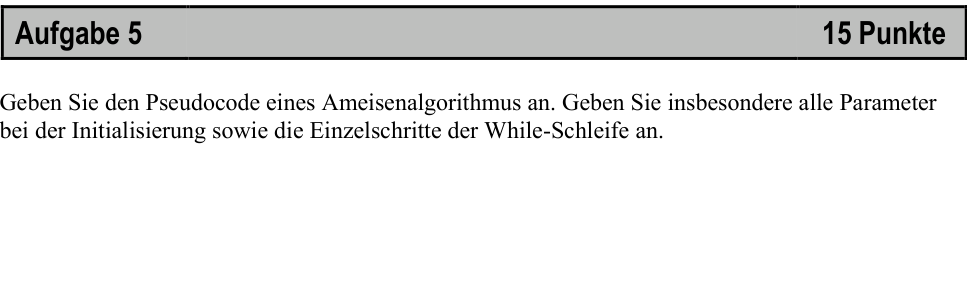 Aufgabe 5 15 Punkte
Geben Sie den Pseudocode eines Ameisenalgorithmus an. Geben Sie insbesondere alle Parameter
bei der Initialisierung sowie die Einzelschritte der While-Schleife an.